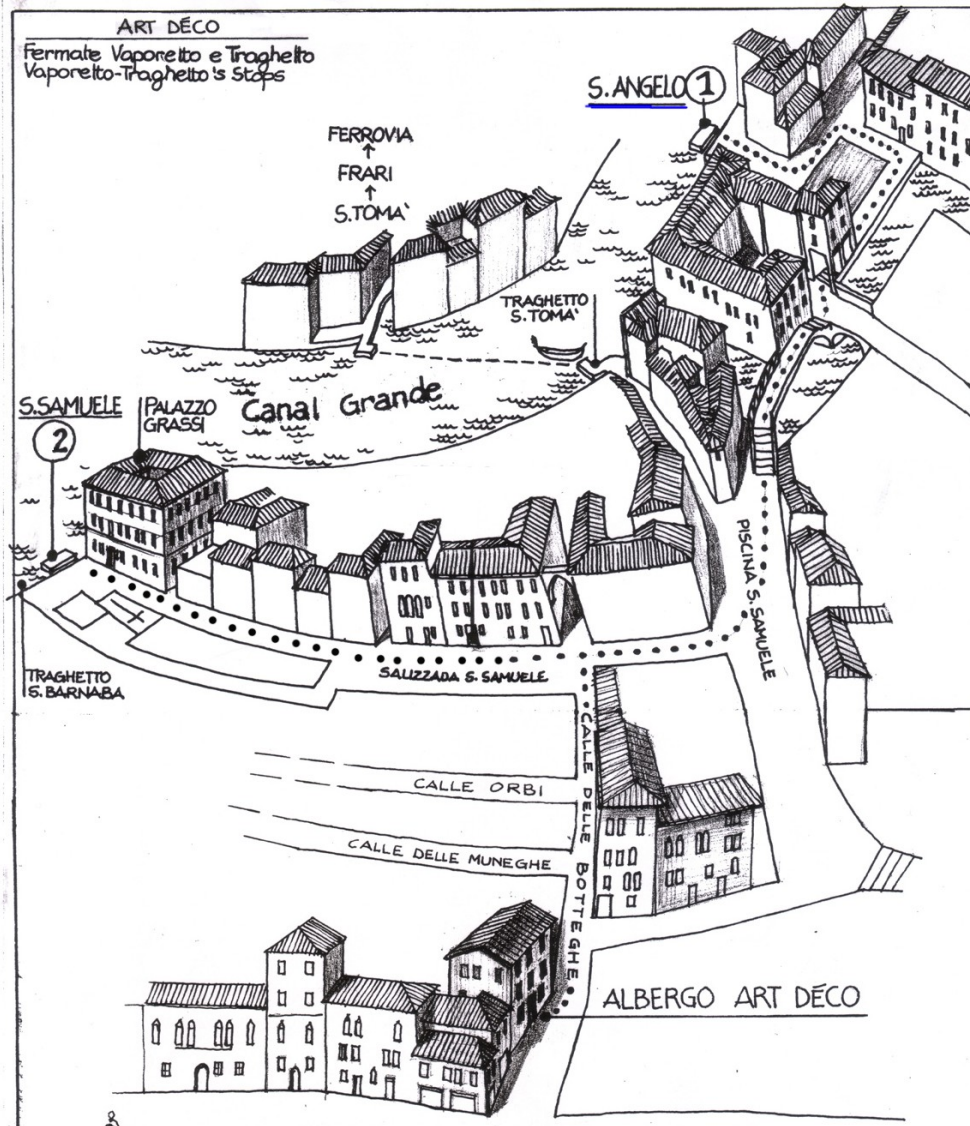 ART DÉCO
Fermate Vaporetto e Traghetto
Vaporetto-Traghetto's Stops
S. ANGELO 1
FERROVIA
FRARI
S. TOMA'
TRAGHETTO
S. TOMA'
S. SAMUELE
2
PALAZZO
GRASSI
Canal Grande
PISCINA S. SAMUELE
TRAGHETTO
S. BARNABA
SALIZZADA S. SAMUELE
CALLE DELLE BOTTEGHE
CALLE ORBI
CALLE DELLE MUNEGHE
ALBERGO ART DÉCO